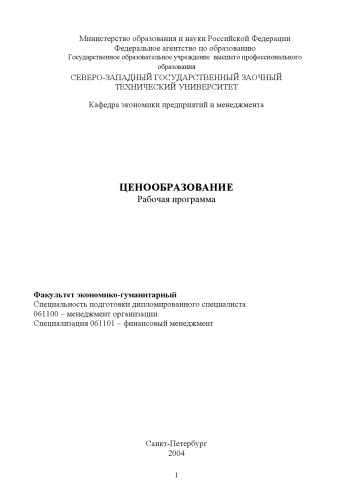 Министерство образования и науки Российской Федерации
Федеральное агентство по образованию
Государственное образовательное учреждение высшего профессионального
образования
СЕВЕРО-ЗАПАДНЫЙ ГОСУДАРСТВЕННЫЙ ЗАОЧНЫЙ
ТЕХНИЧЕСКИЙ УНИВЕРСИТЕТ
Кафедра экономики предприятий и менеджмента
ЦЕНООБРАЗОВАНИЕ
Рабочая программа
Факультет экономико-гуманитарный
Специальность подготовки дипломированного специалиста:
061100 – менеджмент организации
Специализация 061101 – финансовый менеджмент
Санкт-Петербург
2004
1